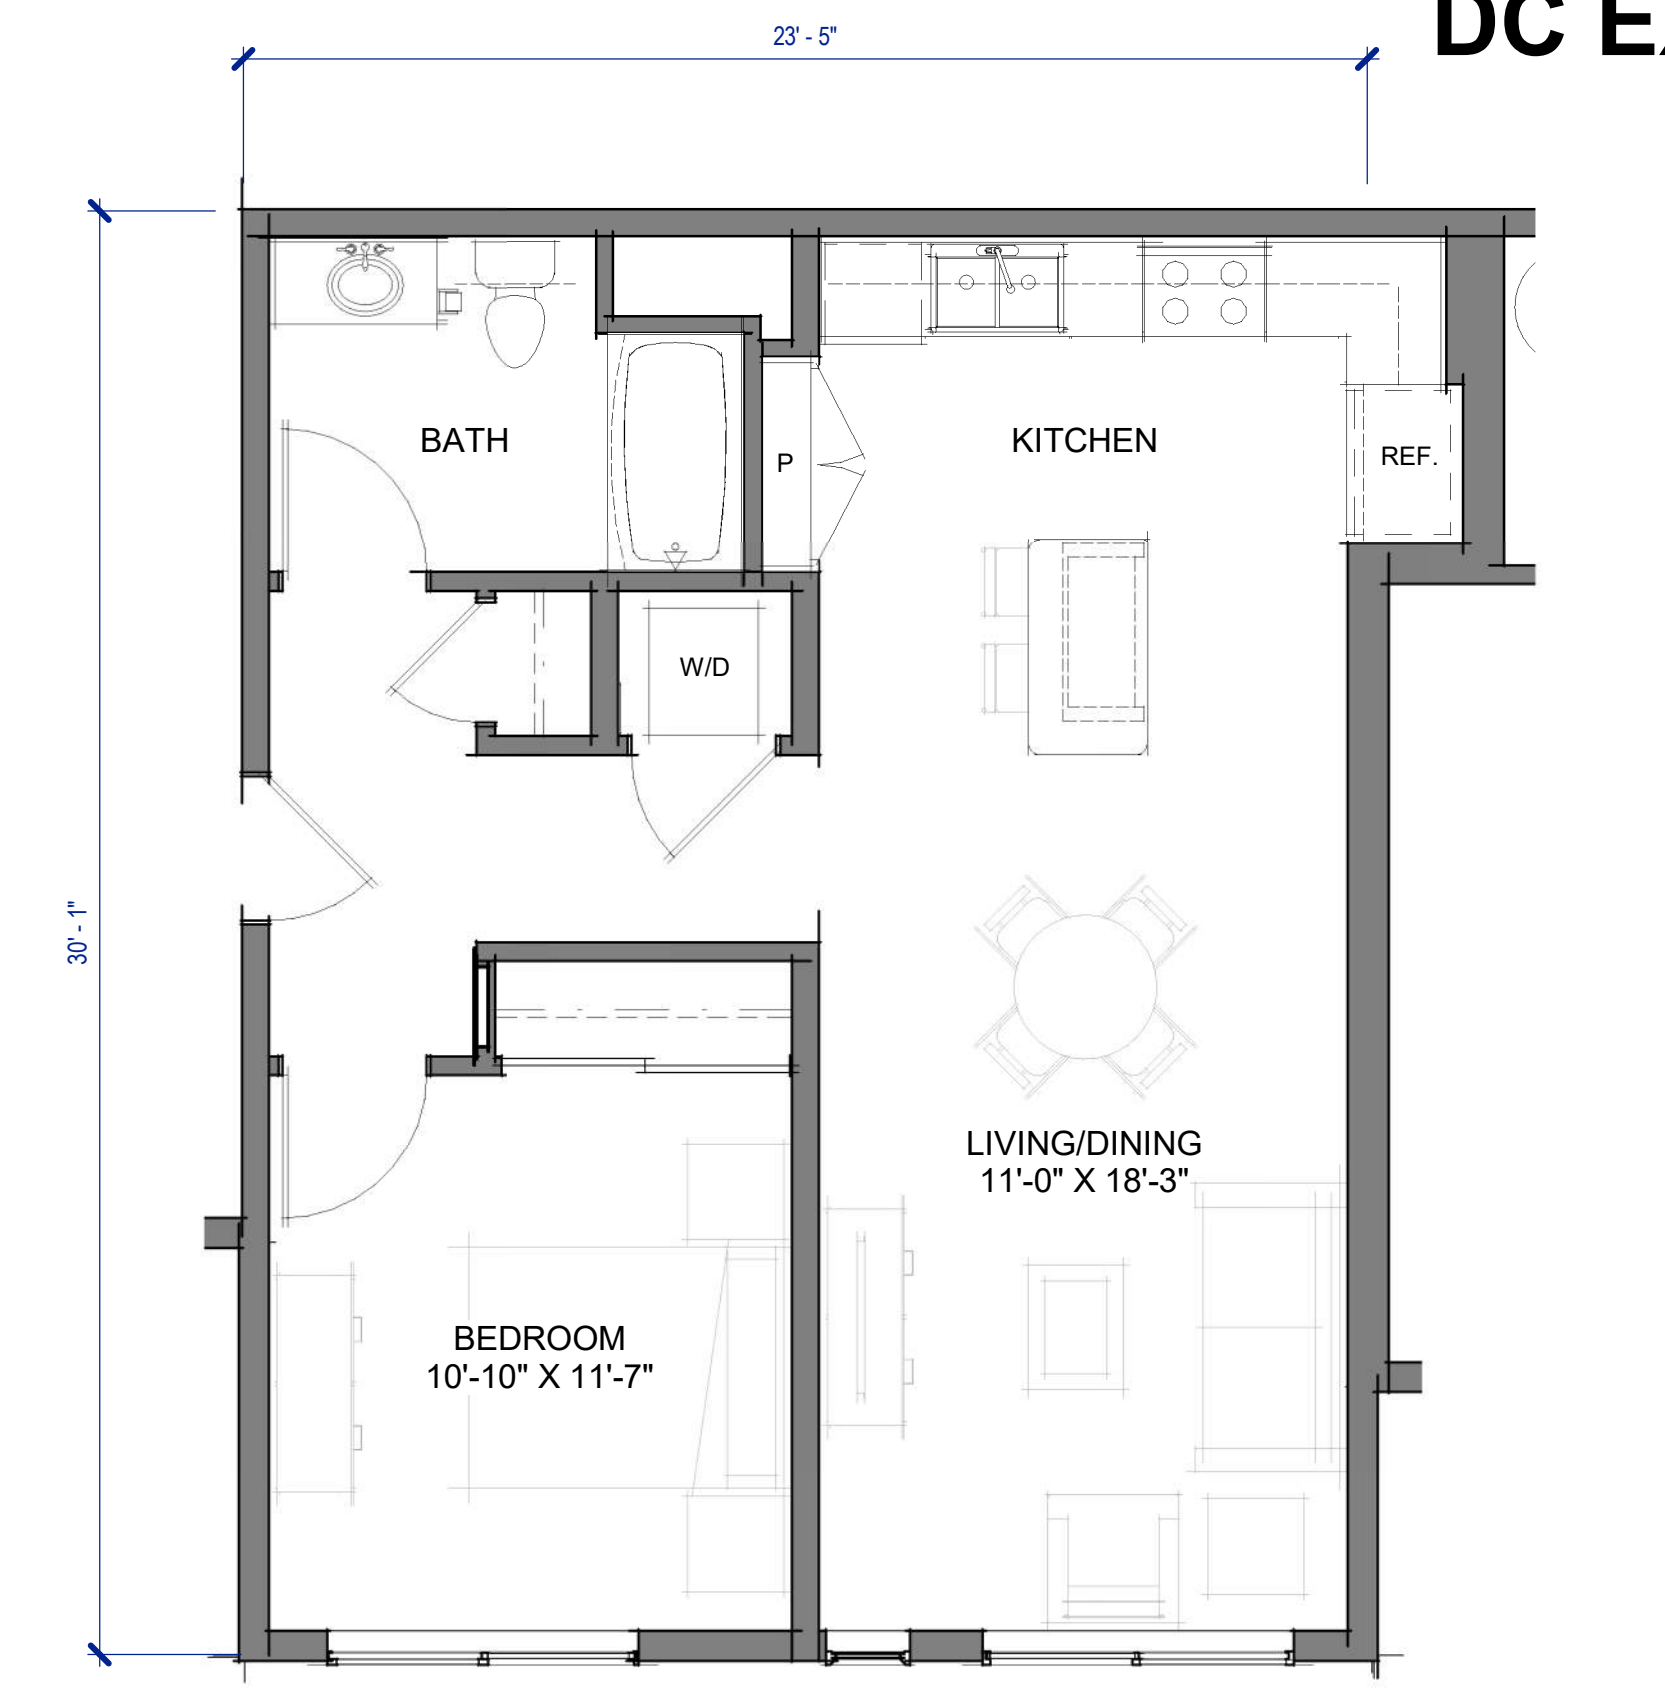 DC E
23' - 5"
BATH
KITCHEN
P
REF.
W/D
30' - 1"
LIVING/DINING
11'-0" X 18'-3"
BEDROOM
10'-10" X 11'-7"